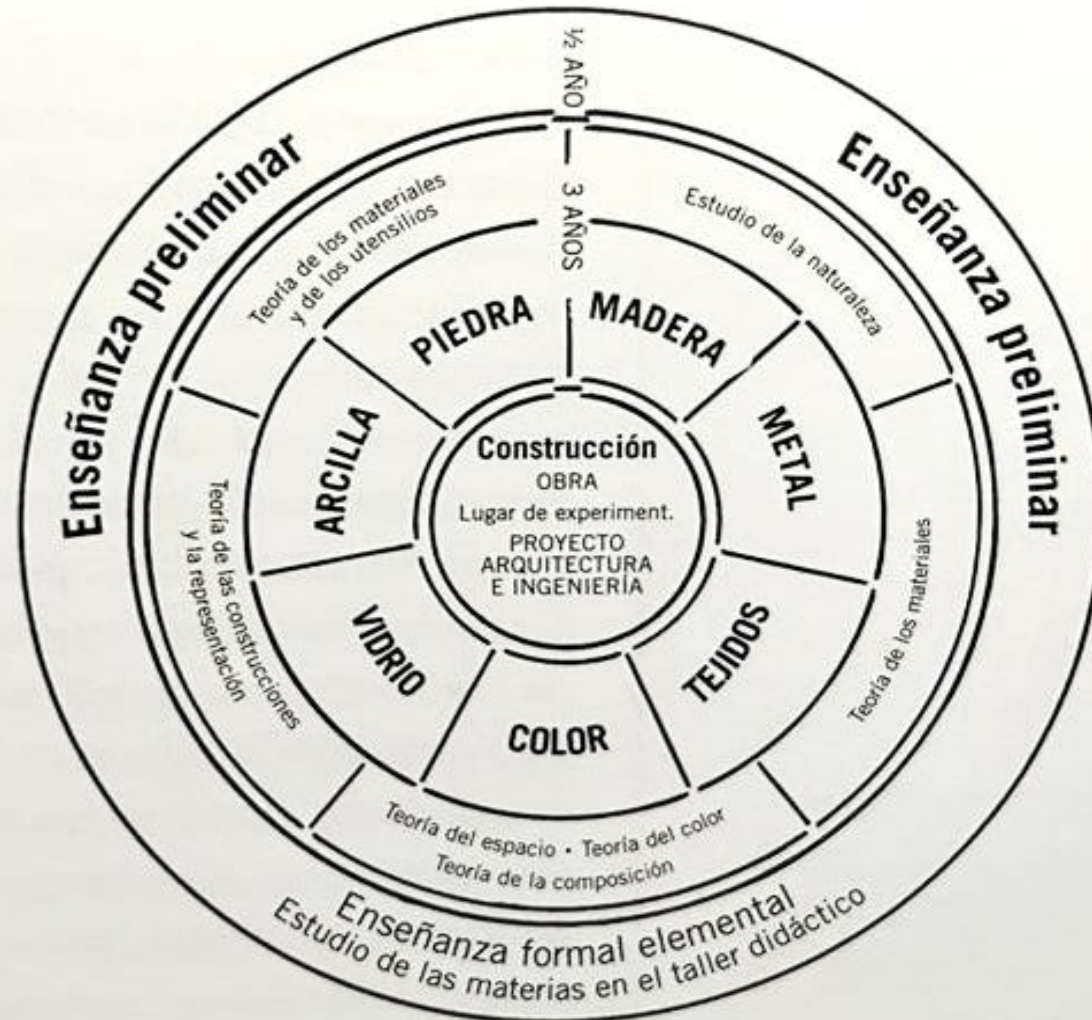 ½ AÑO
Enseñanza preliminar
Enseñanza preliminar
3 AÑOS
Teoría de los materiales
y de los utensilios
Estudio de la naturaleza
PIEDRA
MADERA
ARCILLA
METAL
Construcción
OBRA
Lugar de experiment.
PROYECTO
ARQUITECTURA
E INGENIERÍA
Teoría de las construcciones
y la representación
Teoría de los materiales
VIDRIO
TEJIDOS
COLOR
Teoría del espacio · Teoría del color
Teoría de la composición
Enseñanza formal elemental
Estudio de las materias en el taller didáctico